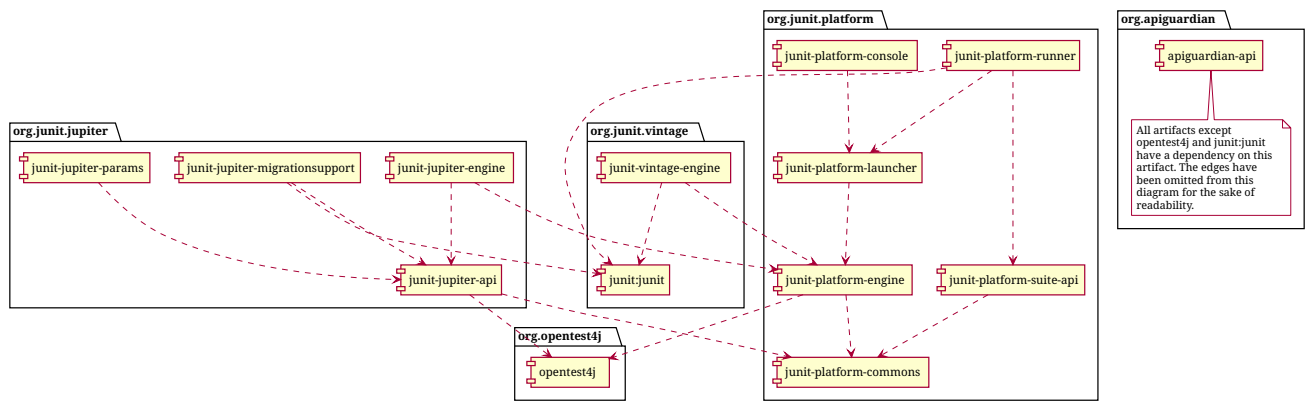 org.junit.platform
org.apiguardian
junit-platform-console
junit-platform-runner
apiguardian-api
org.junit.jupiter
org.junit.vintage
All artifacts except
opentest4j and junit:junit
have a dependency on this
artifact. The edges have
been omitted from this
diagram for the sake of
readability.
junit-jupiter-params
junit-jupiter-migrationsupport
junit-jupiter-engine
junit-vintage-engine
junit-platform-launcher
junit-jupiter-api
junit:junit
junit-platform-engine
junit-platform-suite-api
org.opentest4j
opentest4j
junit-platform-commons